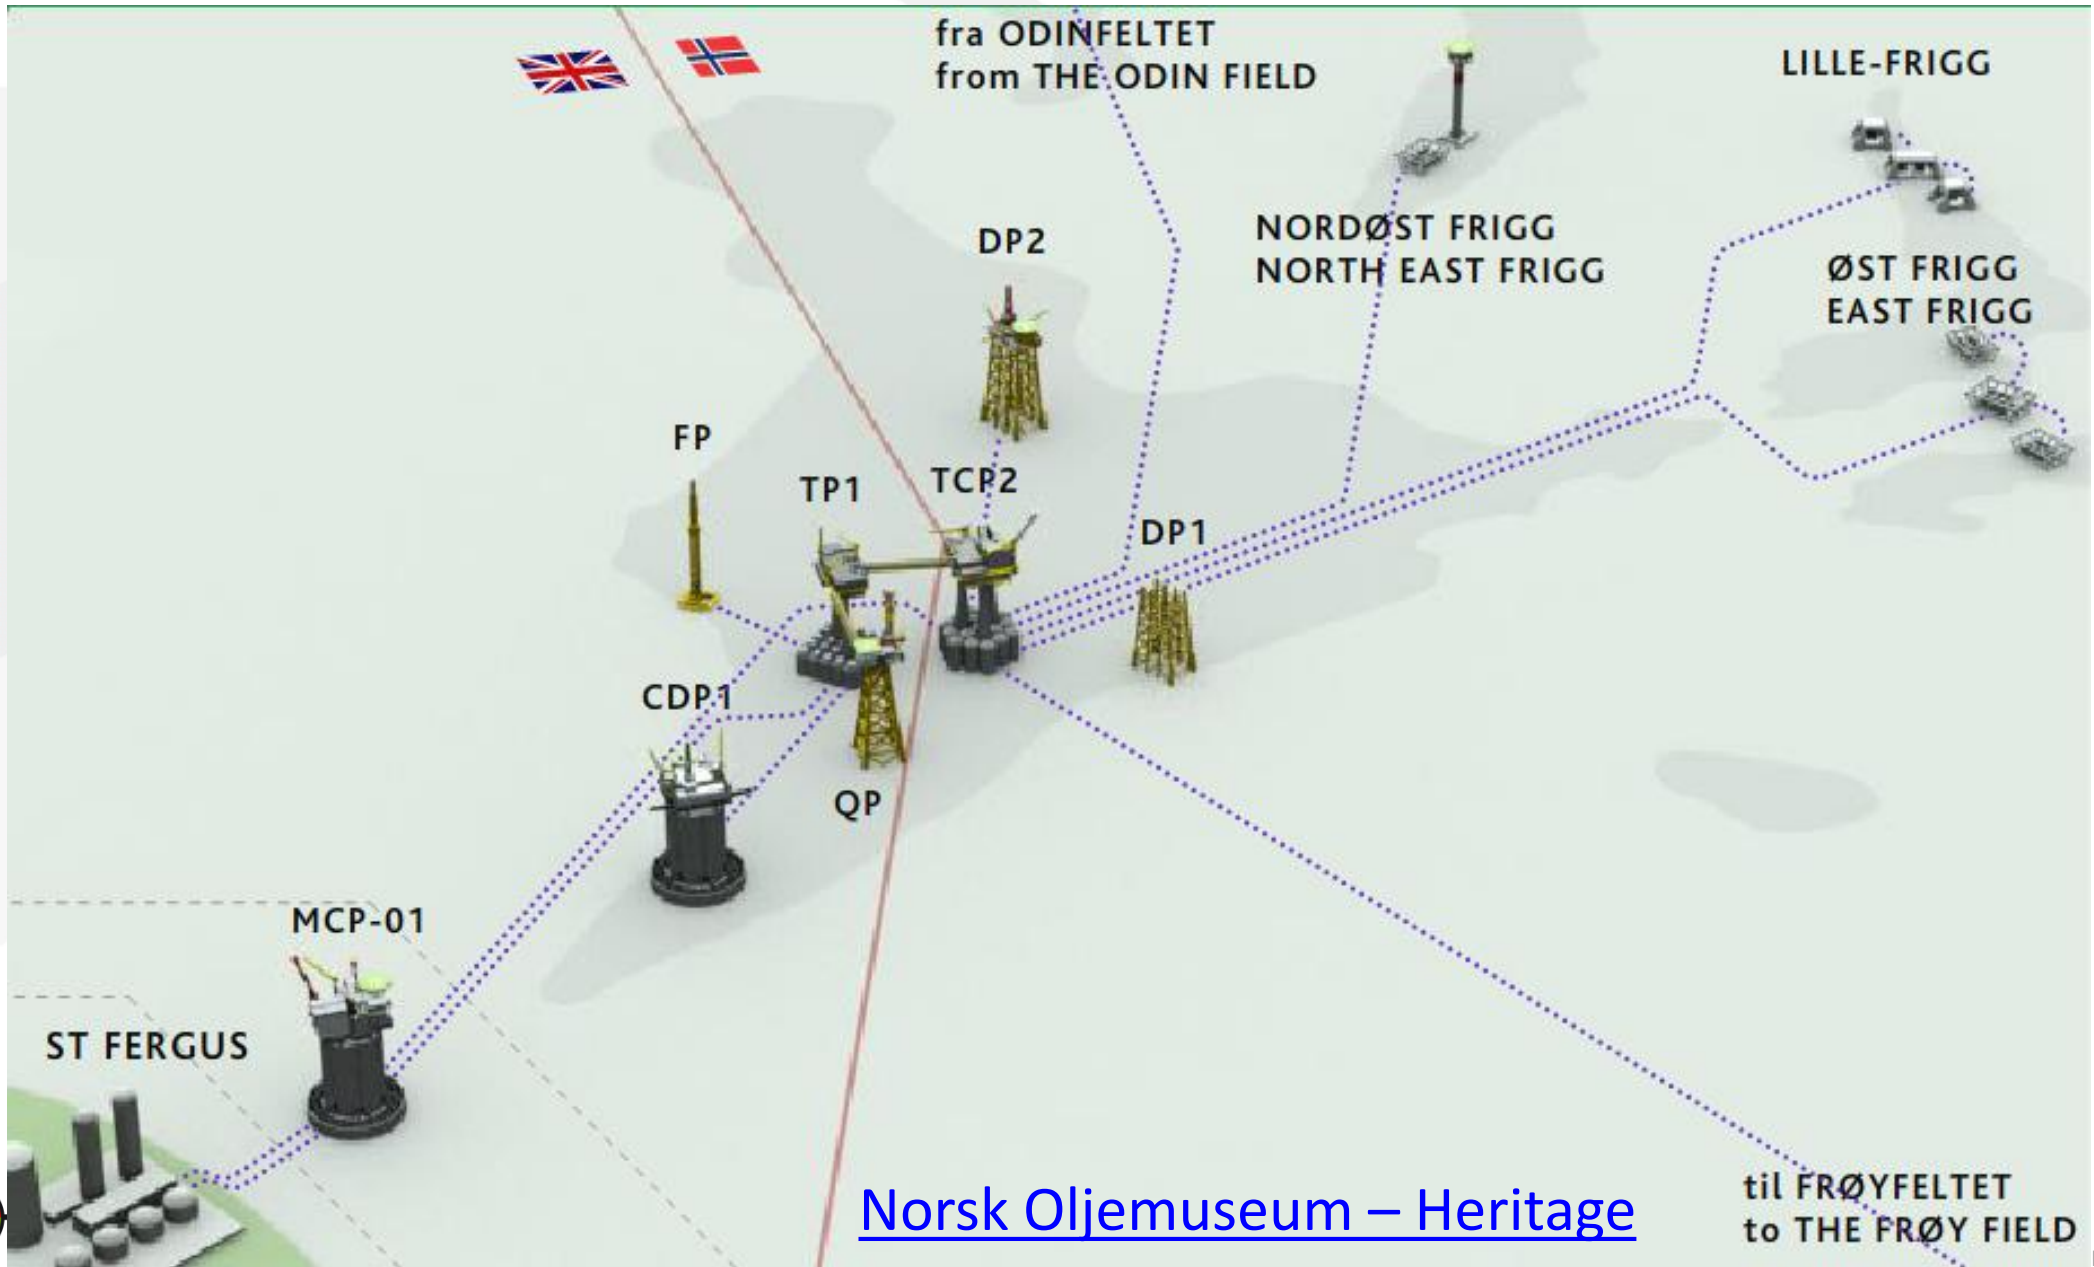 fra ODINFELTET
from THE ODIN FIELD
LILLE-FRIGG
DP2
NORDØST FRIGG
NORTH EAST FRIGG
ØST FRIGG
EAST FRIGG
FP
TP1
TCP2
DP1
CDP1
QP
MCP-01
ST FERGUS
Norsk Oljemuseum – Heritage
til FRØYFELTET
to THE FRØY FIELD